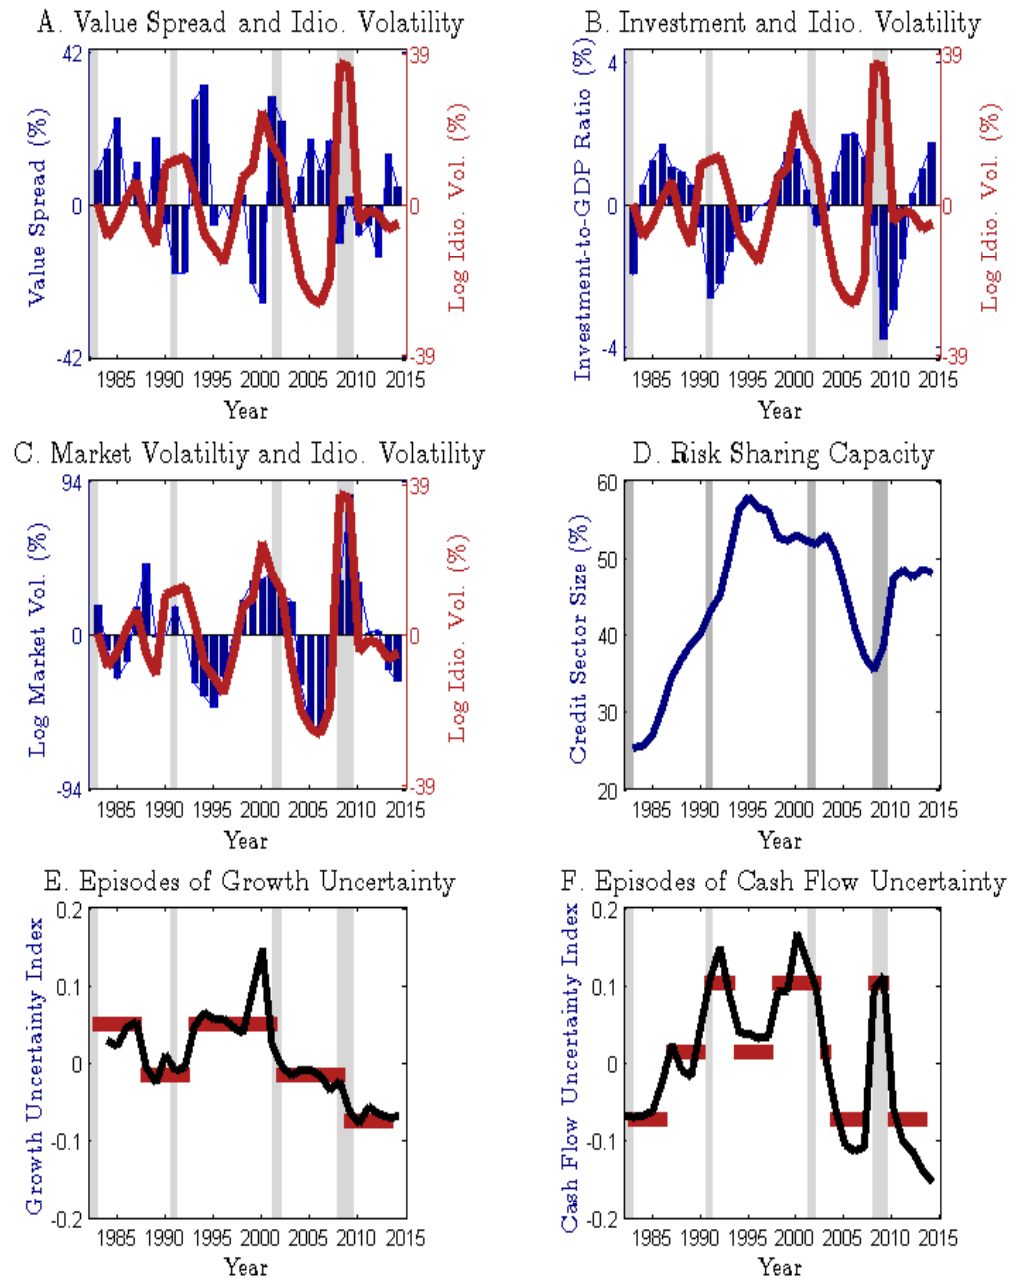 A. Value Spread and Idio. Volatility
42
0
-42
39
0
-39
Value Spread (%)
Log Idio. Vol. (%)
1985 1990 1995 2000 2005 2010 2015
Year
B. Investment and Idio. Volatility
4
0
-4
39
0
-39
Investment-to-GDP Ratio (%)
Log Idio. Vol. (%)
1985 1990 1995 2000 2005 2010 2015
Year
C. Market Volatiltiy and Idio. Volatility
94
0
-94
39
0
-39
Log Market Vol. (%)
Log Idio. Vol. (%)
1985 1990 1995 2000 2005 2010 2015
Year
D. Risk Sharing Capacity
60
50
40
30
20
Credit Sector Size (%)
1985 1990 1995 2000 2005 2010 2015
Year
E. Episodes of Growth Uncertainty
0.2
0.1
0
-0.1
-0.2
Growth Uncertainty Index
1985 1990 1995 2000 2005 2010 2015
Year
F. Episodes of Cash Flow Uncertainty
0.2
0.1
0
-0.1
-0.2
Cash Flow Uncertainty Index
1985 1990 1995 2000 2005 2010 2015
Year